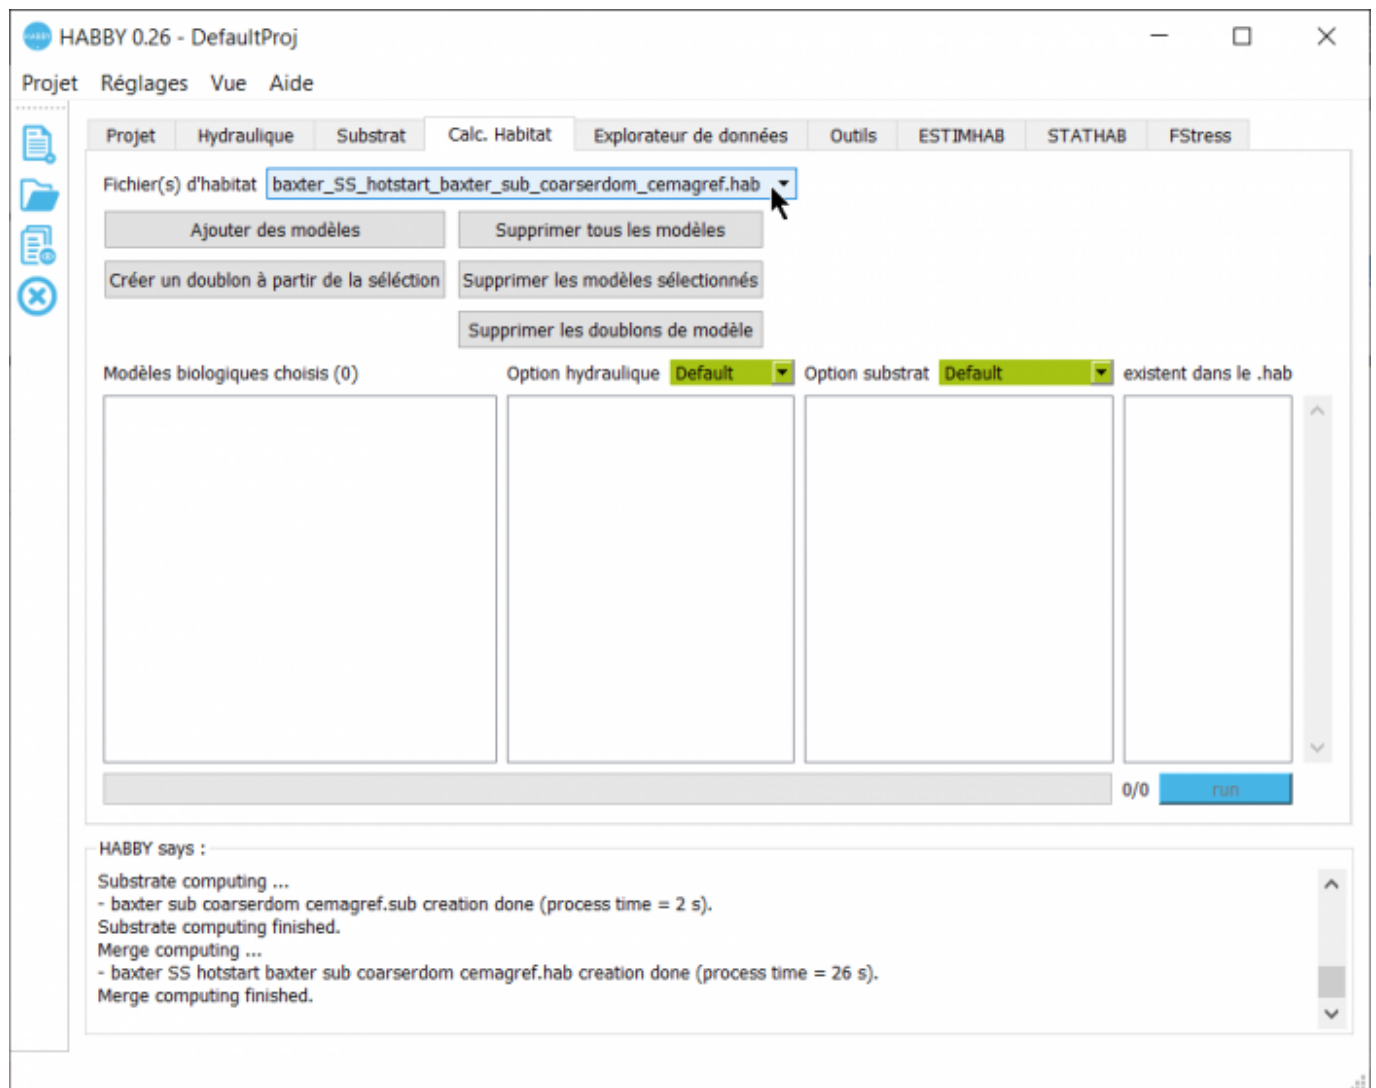 HABBY 0.26 - DefaultProj
Projet Réglages Vue Aide
Projet Hydraulique Substrat Calc. Habitat Explorateur de données Outils ESTIMHAB STATHAB FStress
Fichier(s) d'habitat baxter_SS_hotstart_baxter_sub_coarserdom_cemagref.hab
Ajouter des modèles Supprimer tous les modèles
Créer un doublon à partir de la séléction Supprimer les modèles sélectionnés
Supprimer les doublons de modèle
Modèles biologiques choisis (0) Option hydraulique Default Option substrat Default existent dans le .hab
0/0 run
HABBY says :
Substrate computing ...
- baxter sub coarserdom cemagref.sub creation done (process time = 2 s).
Substrate computing finished.
Merge computing ...
- baxter SS hotstart baxter sub coarserdom cemagref.hab creation done (process time = 26 s).
Merge computing finished.